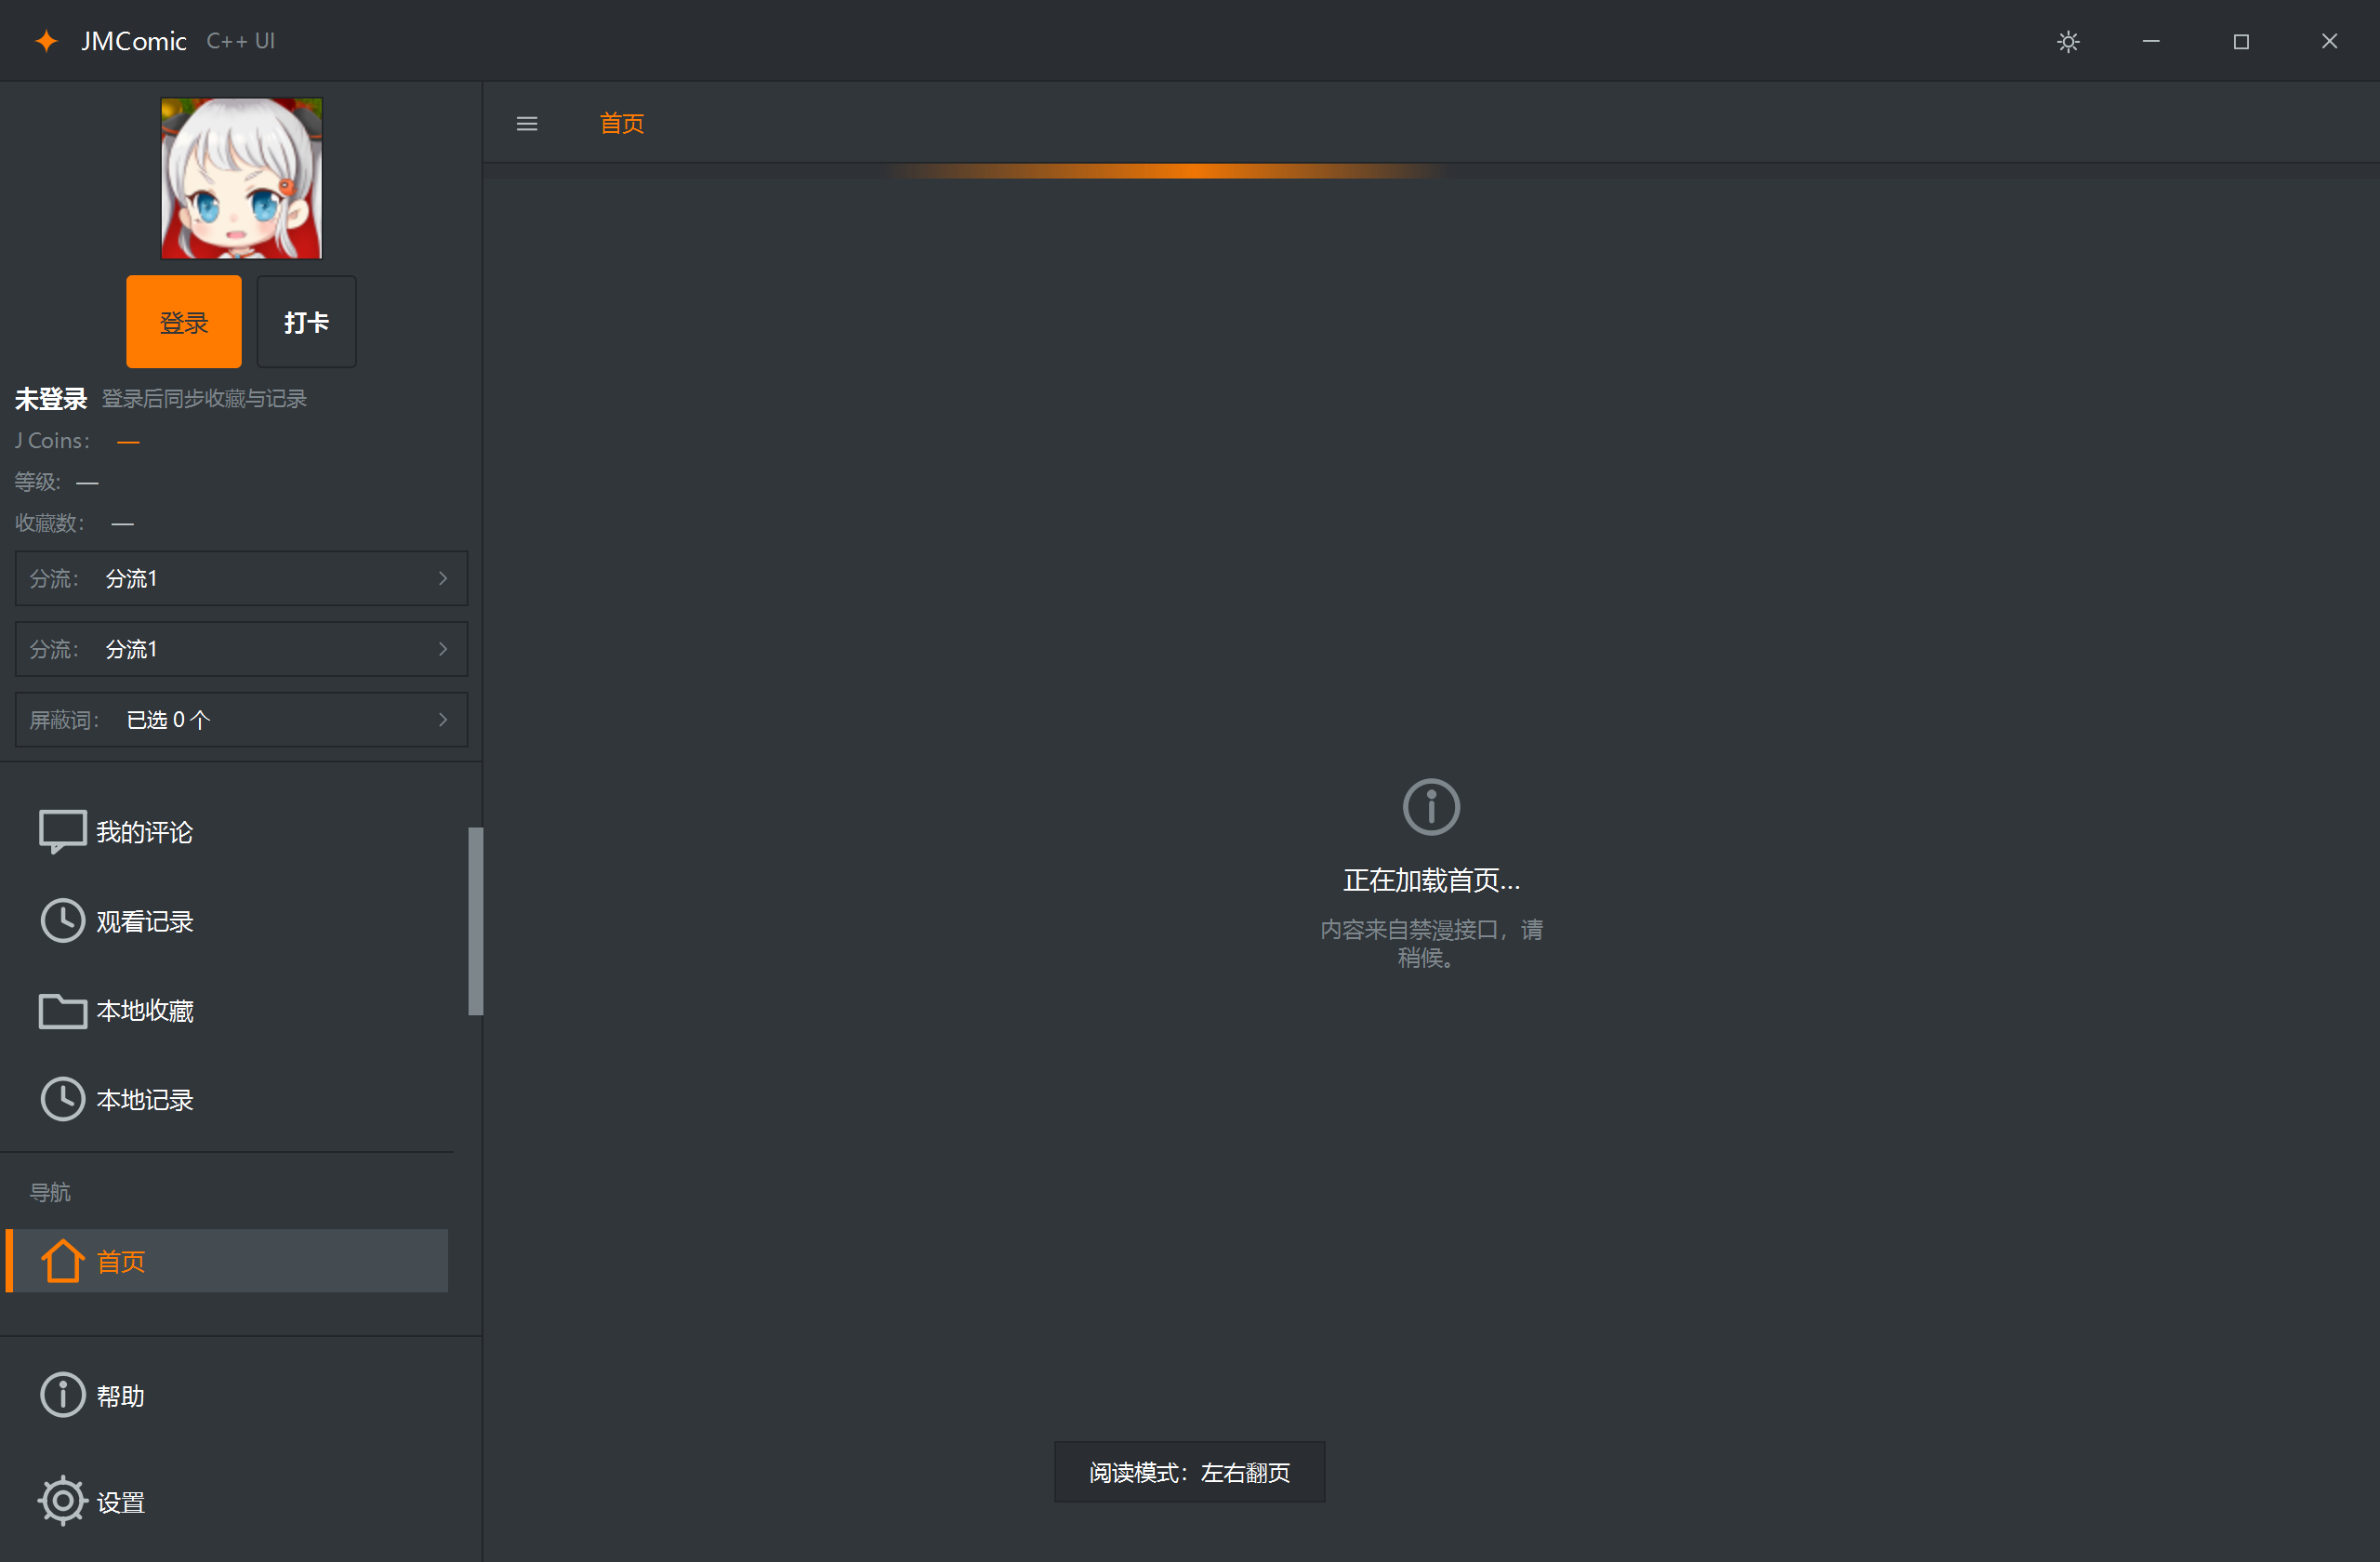 JMComic C++ UI
首页
登录 打卡
未登录 登录后同步收藏与记录
J Coins: —
等级: —
收藏数: —
分流: 分流1
分流: 分流1
屏蔽词: 已选 0 个
我的评论
观看记录
本地收藏
本地记录
导航
首页
帮助
设置
正在加载首页...
内容来自禁漫接口，请
稍候。
阅读模式：左右翻页